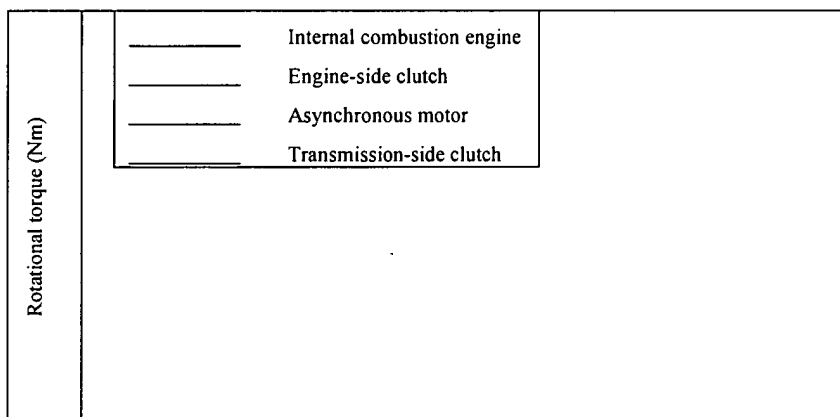 Internal combustion engine
Engine-side clutch
Asynchronous motor
Transmission-side clutch
Rotational torque (Nm)